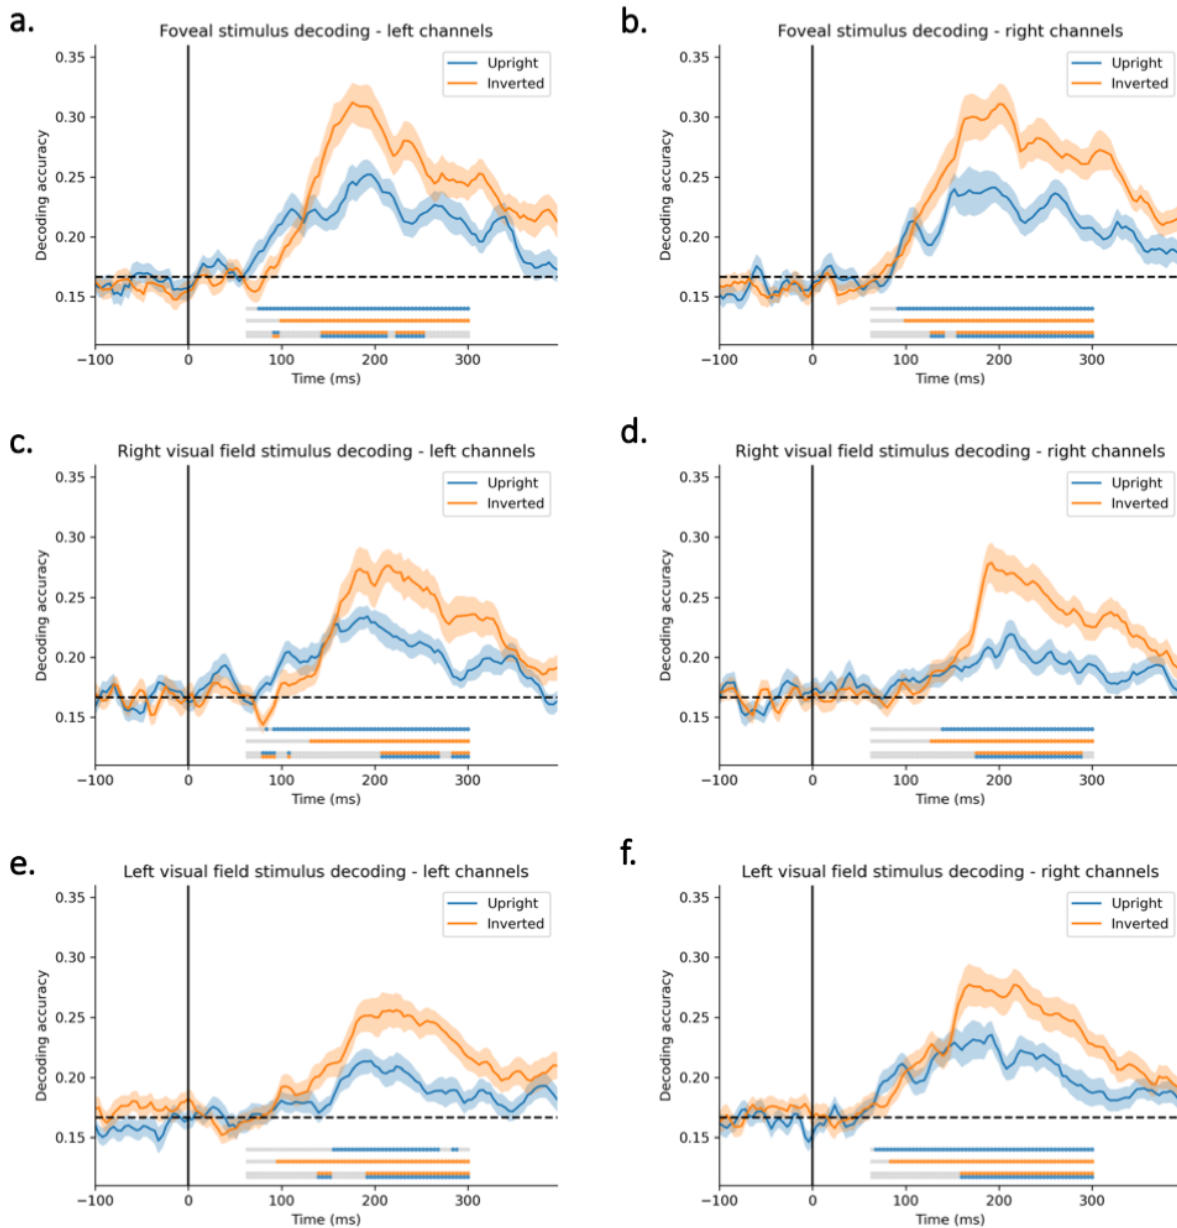 a.
Foveal stimulus decoding - left channels
Upright
Inverted
0.35
0.30
0.25
0.20
0.15
Decoding accuracy
−100 0 100 200 300
Time (ms)
b.
Foveal stimulus decoding - right channels
Upright
Inverted
0.35
0.30
0.25
0.20
0.15
Decoding accuracy
−100 0 100 200 300
Time (ms)
c.
Right visual field stimulus decoding - left channels
Upright
Inverted
0.35
0.30
0.25
0.20
0.15
Decoding accuracy
−100 0 100 200 300
Time (ms)
d.
Right visual field stimulus decoding - right channels
Upright
Inverted
0.35
0.30
0.25
0.20
0.15
Decoding accuracy
−100 0 100 200 300
Time (ms)
e.
Left visual field stimulus decoding - left channels
Upright
Inverted
0.35
0.30
0.25
0.20
0.15
Decoding accuracy
−100 0 100 200 300
Time (ms)
f.
Left visual field stimulus decoding - right channels
Upright
Inverted
0.35
0.30
0.25
0.20
0.15
Decoding accuracy
−100 0 100 200 300
Time (ms)